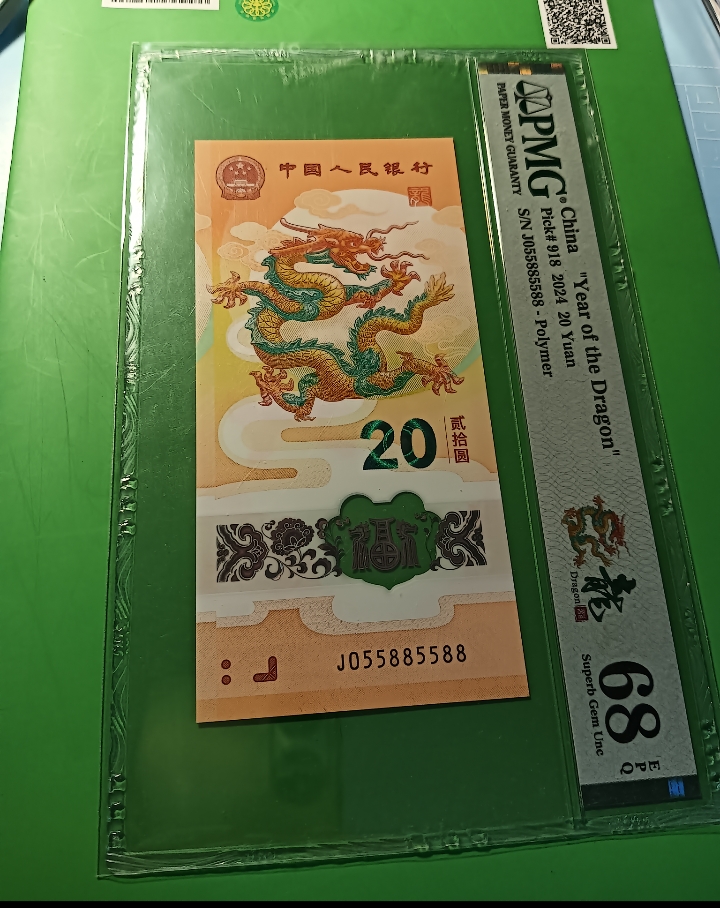 中国人民银行
龍
20
贰拾圆
J055885588
PMG®
PAPER MONEY GUARANTY
China "Year of the Dragon"
Pick# 918 2024 20 Yuan
S/N J055885588 - Polymer
Dragon
龍
68
EPQ
Superb Gem Unc